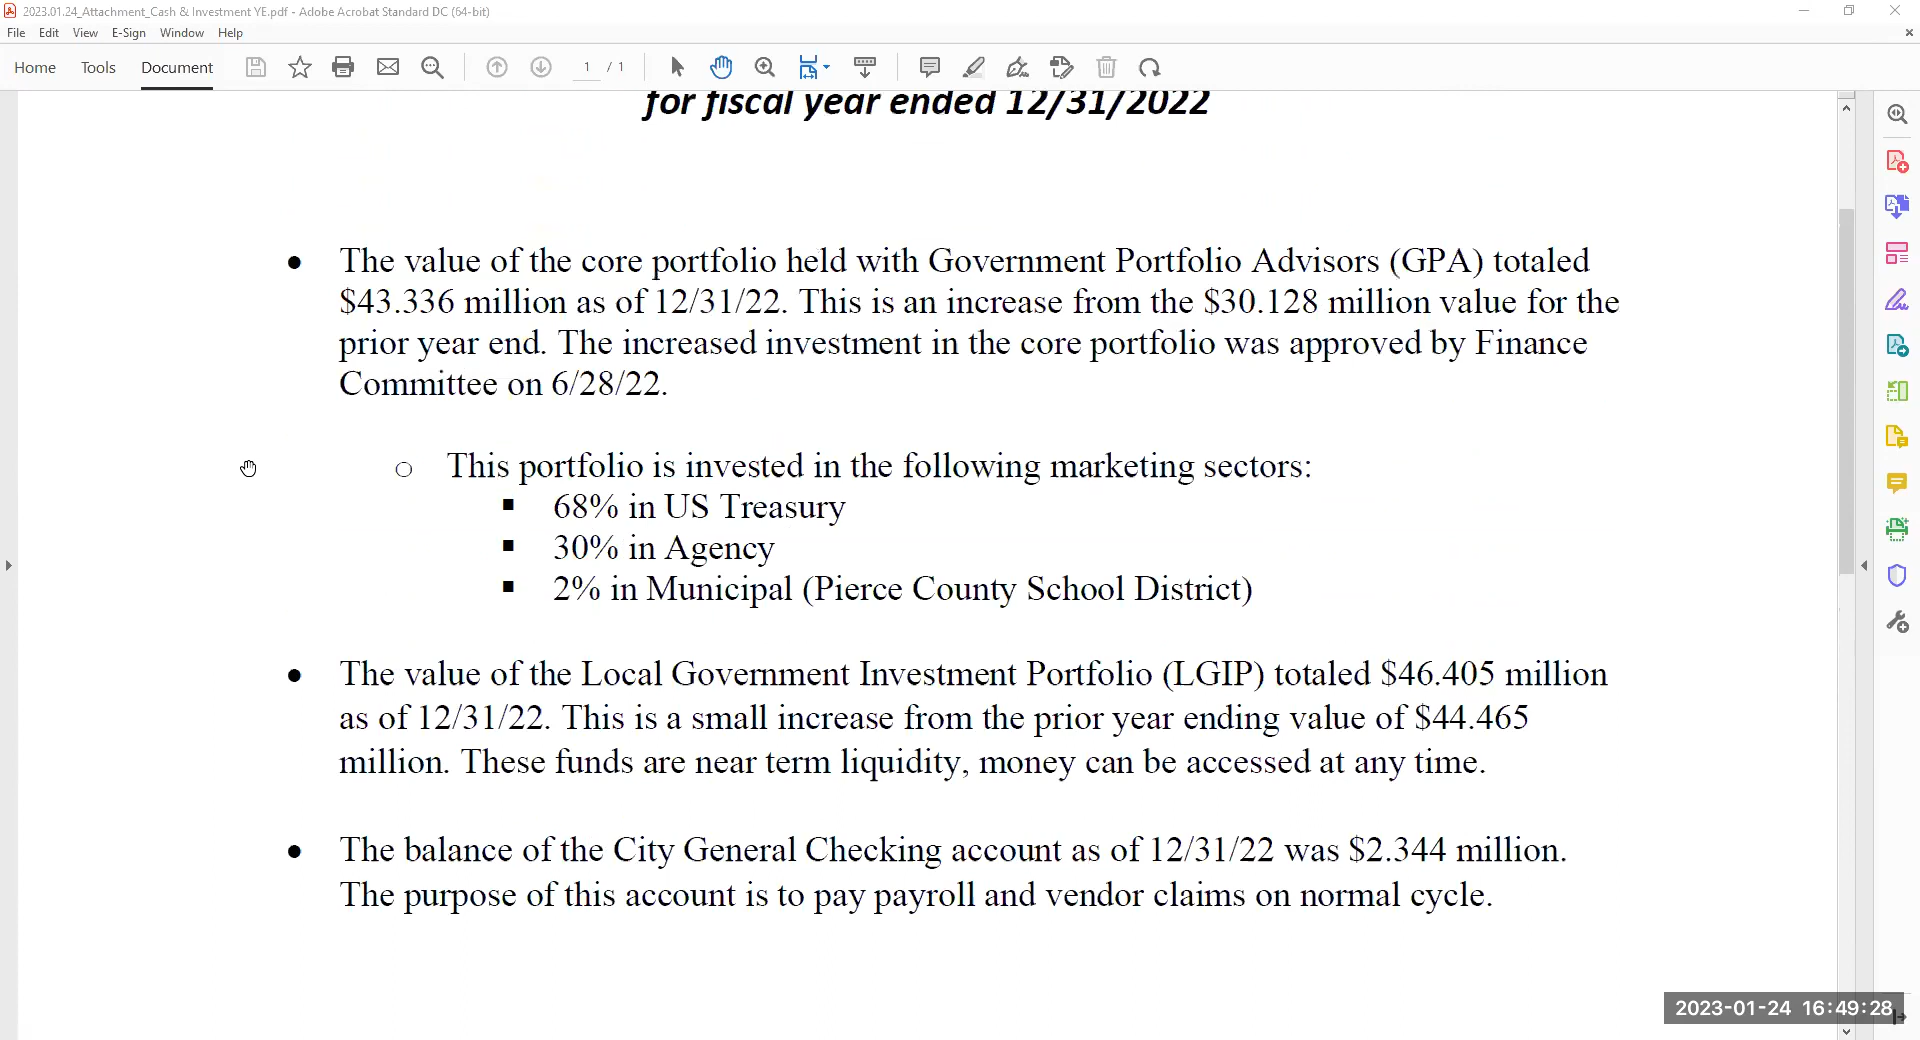 2023.01.24_Attachment_Cash & Investment YE.pdf - Adobe Acrobat Standard DC (64-bit)
File Edit View E-Sign Window Help
Home Tools Document 1 / 1
for fiscal year ended 12/31/2022
● The value of the core portfolio held with Government Portfolio Advisors (GPA) totaled
$43.336 million as of 12/31/22. This is an increase from the $30.128 million value for the
prior year end. The increased investment in the core portfolio was approved by Finance
Committee on 6/28/22.
○ This portfolio is invested in the following marketing sectors:
▪ 68% in US Treasury
▪ 30% in Agency
▪ 2% in Municipal (Pierce County School District)
● The value of the Local Government Investment Portfolio (LGIP) totaled $46.405 million
as of 12/31/22. This is a small increase from the prior year ending value of $44.465
million. These funds are near term liquidity, money can be accessed at any time.
● The balance of the City General Checking account as of 12/31/22 was $2.344 million.
The purpose of this account is to pay payroll and vendor claims on normal cycle.
2023-01-24 16:49:28